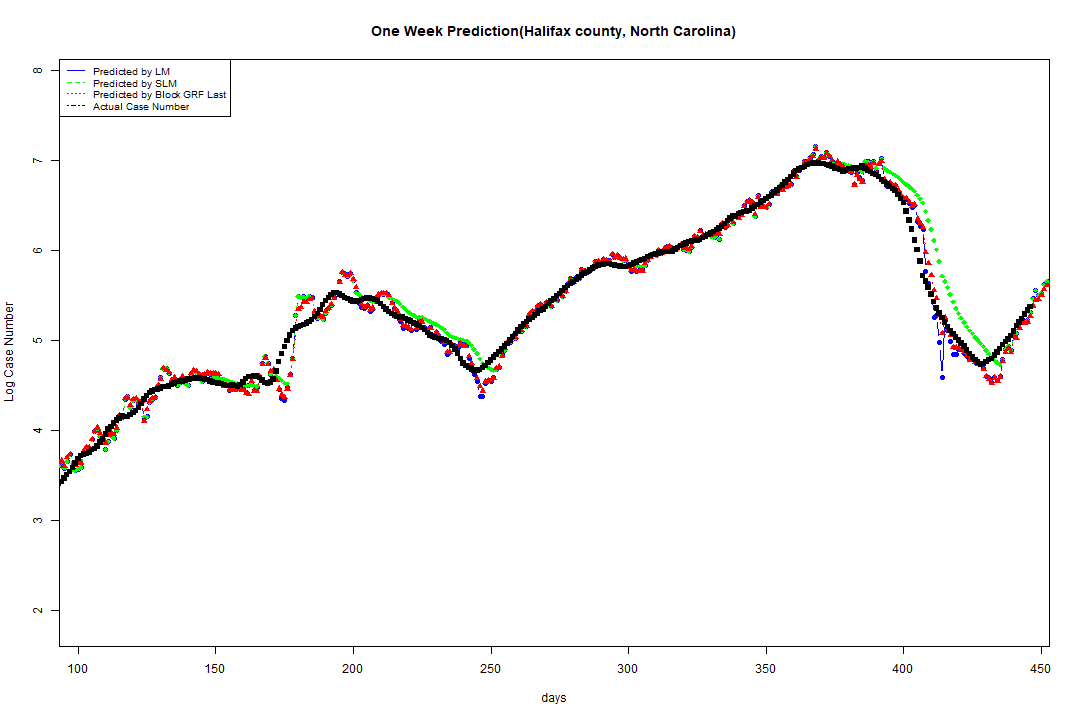 One Week Prediction(Halifax county, North Carolina)
Predicted by LM
Predicted by SLM
Predicted by Block GRF Last
Actual Case Number
8
7
6
5
4
3
2
Log Case Number
100 150 200 250 300 350 400 450
days